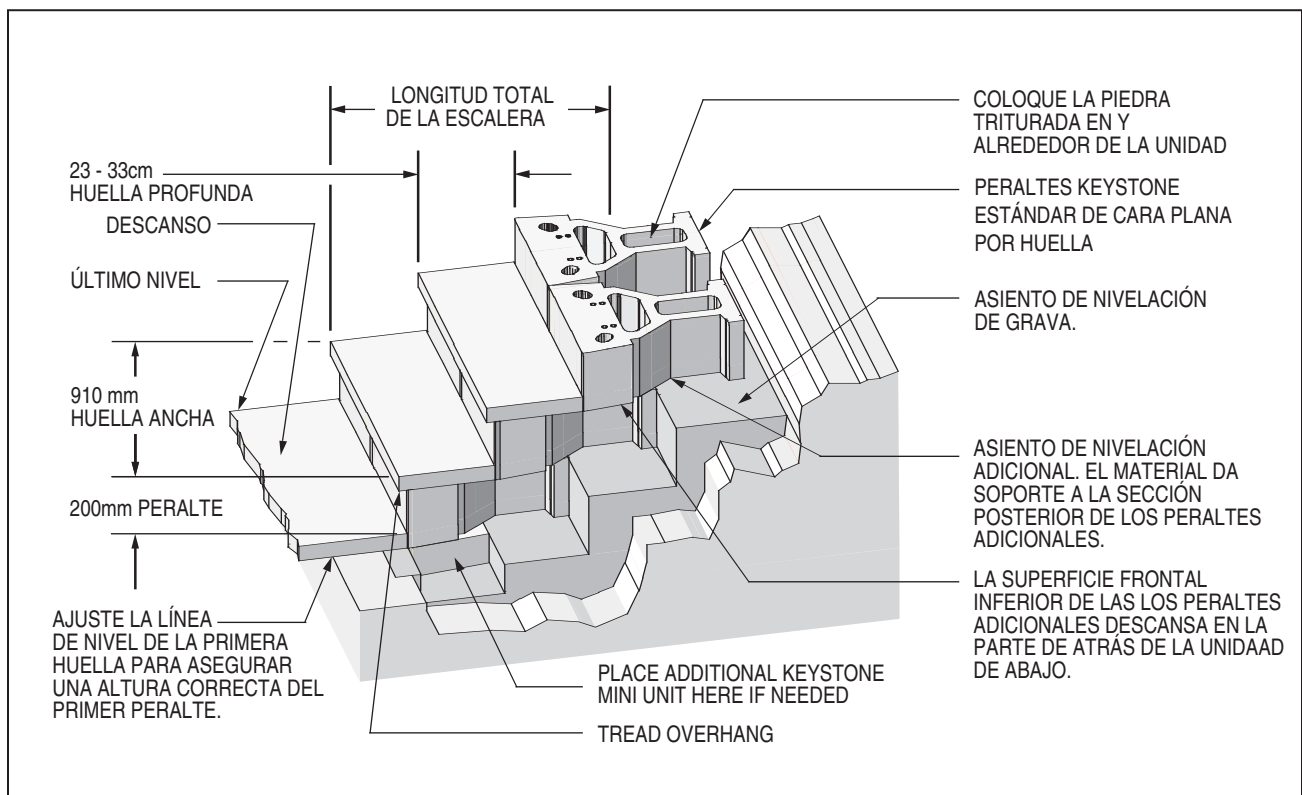 LONGITUD TOTAL
DE LA ESCALERA
23 - 33cm
HUELLA PROFUNDA
DESCANSO
ÚLTIMO NIVEL
910 mm
HUELLA ANCHA
200mm PERALTE
AJUSTE LA LÍNEA
DE NIVEL DE LA PRIMERA
HUELLA PARA ASEGURAR
UNA ALTURA CORRECTA DEL
PRIMER PERALTE.
COLOQUE LA PIEDRA
TRITURADA EN Y
ALREDEDOR DE LA UNIDAD
PERALTES KEYSTONE
ESTÁNDAR DE CARA PLANA
POR HUELLA
ASIENTO DE NIVELACIÓN
DE GRAVA.
ASIENTO DE NIVELACIÓN
ADICIONAL. EL MATERIAL DA
SOPORTE A LA SECCIÓN
POSTERIOR DE LOS PERALTES
ADICIONALES.
LA SUPERFICIE FRONTAL
INFERIOR DE LAS LOS PERALTES
ADICIONALES DESCANSA EN LA
PARTE DE ATRÁS DE LA UNIDAAD
DE ABAJO.
PLACE ADDITIONAL KEYSTONE
MINI UNIT HERE IF NEEDED
TREAD OVERHANG